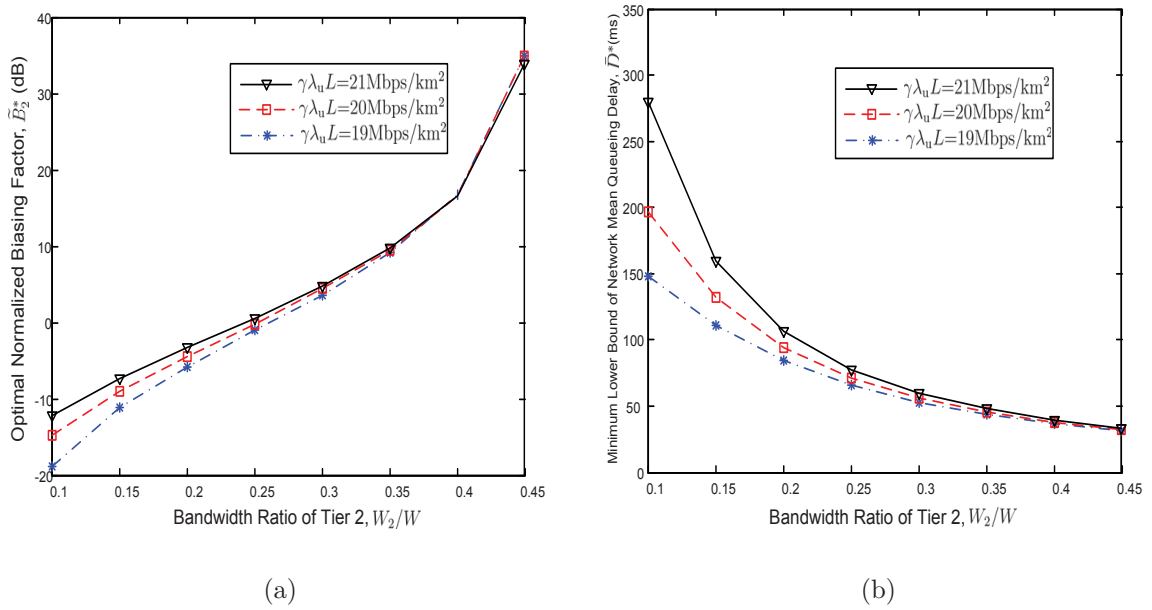 40
30
20
10
0
-10
-20
0.1 0.15 0.2 0.25 0.3 0.35 0.4 0.45
Optimal Normalized Biasing Factor, B̃₂* (dB)
Bandwidth Ratio of Tier 2, W₂/W
γλᵤL=21Mbps/km²
γλᵤL=20Mbps/km²
γλᵤL=19Mbps/km²
(a)
350
300
250
200
150
100
50
0
0.1 0.15 0.2 0.25 0.3 0.35 0.4 0.45
Minimum Lower Bound of Network Mean Queueing Delay, D̄*(ms)
Bandwidth Ratio of Tier 2, W₂/W
γλᵤL=21Mbps/km²
γλᵤL=20Mbps/km²
γλᵤL=19Mbps/km²
(b)